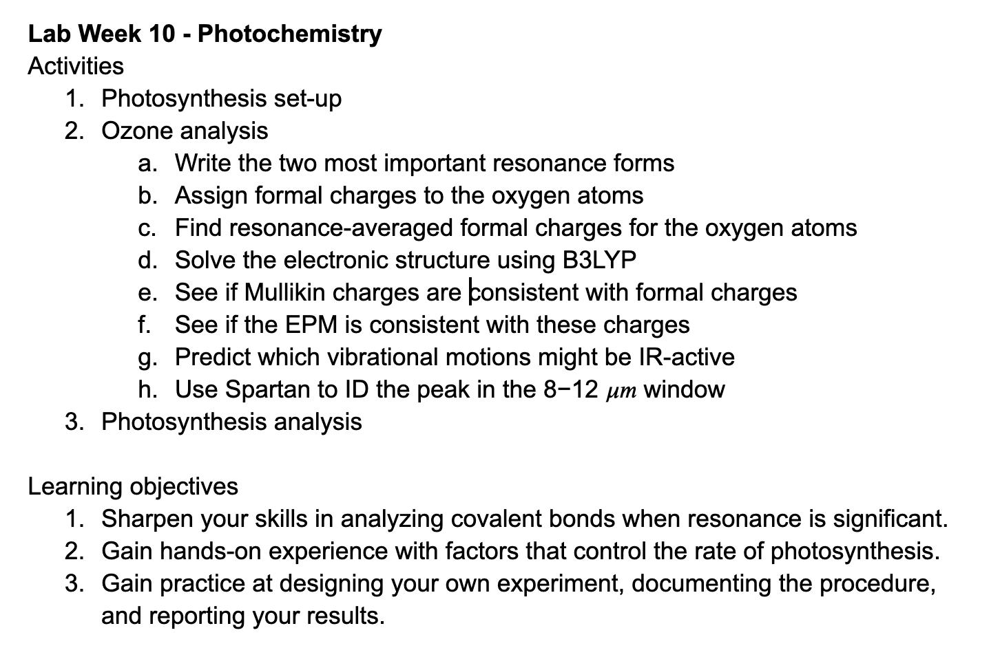 Lab Week 10 - Photochemistry
Activities
1. Photosynthesis set-up
2. Ozone analysis
a. Write the two most important resonance forms
b. Assign formal charges to the oxygen atoms
c. Find resonance-averaged formal charges for the oxygen atoms
d. Solve the electronic structure using B3LYP
e. See if Mullikin charges are consistent with formal charges
f. See if the EPM is consistent with these charges
g. Predict which vibrational motions might be IR-active
h. Use Spartan to ID the peak in the 8−12 μm window
3. Photosynthesis analysis
Learning objectives
1. Sharpen your skills in analyzing covalent bonds when resonance is significant.
2. Gain hands-on experience with factors that control the rate of photosynthesis.
3. Gain practice at designing your own experiment, documenting the procedure,
and reporting your results.